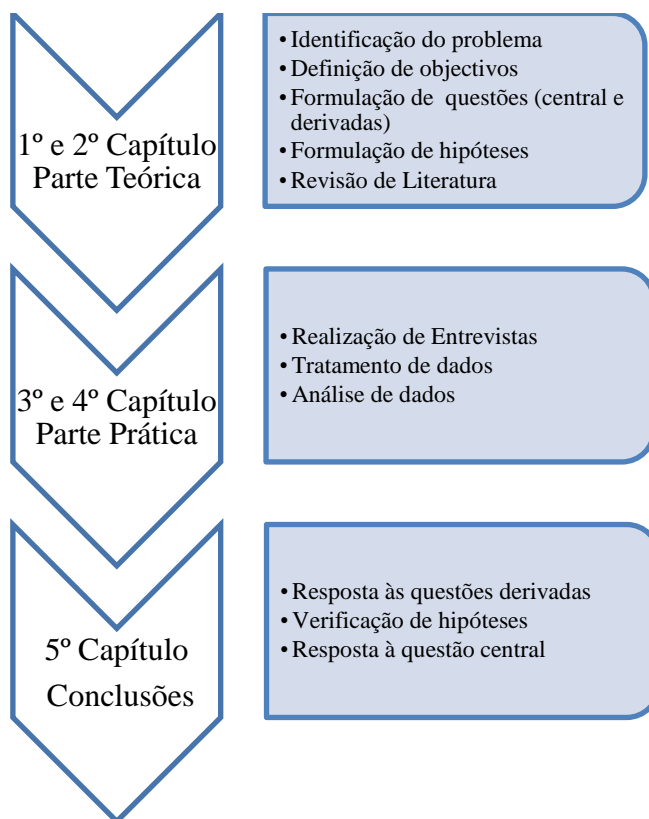 1º e 2º Capítulo
Parte Teórica
• Identificação do problema
• Definição de objectivos
• Formulação de questões (central e
derivadas)
• Formulação de hipóteses
• Revisão de Literatura
3º e 4º Capítulo
Parte Prática
• Realização de Entrevistas
• Tratamento de dados
• Análise de dados
5º Capítulo
Conclusões
• Resposta às questões derivadas
• Verificação de hipóteses
• Resposta à questão central